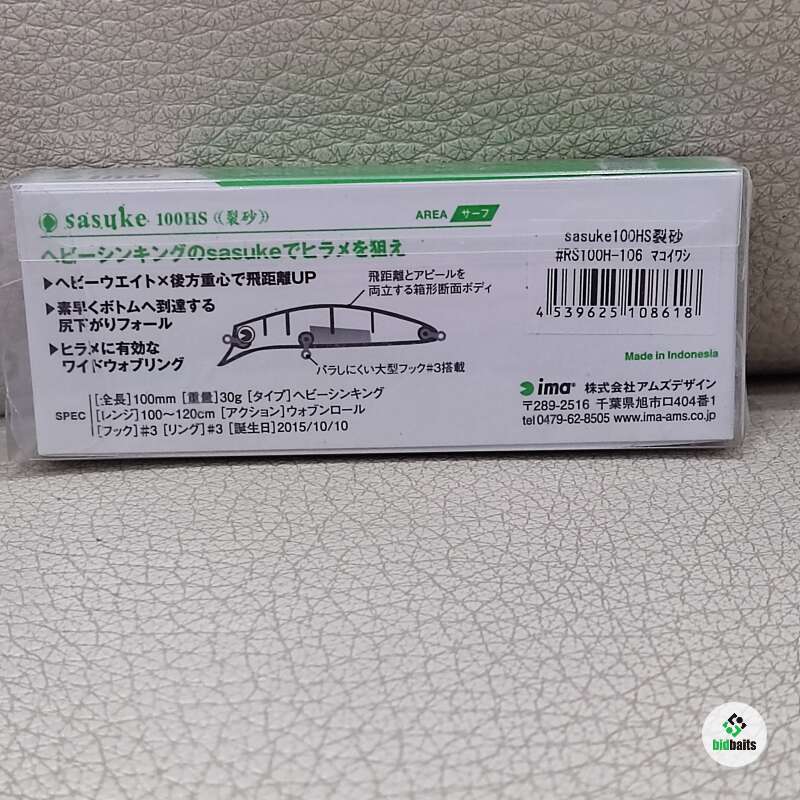 sasuke 100HS《裂砂》
AREA サーフ
ヘビーシンキングのsasukeでヒラメを狙え
▶ヘビーウエイト×後方重心で飛距離UP
▶素早くボトムへ到達する
尻下がりフォール
▶ヒラメに有効な
ワイドウォブリング
飛距離とアピールを
両立する箱形断面ボディ
バラしにくい大型フック#3搭載
SPEC
[全長]100mm [重量]30g [タイプ]ヘビーシンキング
[レンジ]100〜120cm [アクション]ウォブンロール
[フック]#3 [リング]#3 [誕生日]2015/10/10
sasuke100HS裂砂
#RS100H-106 マコイワシ
4 539625 108618
Made in Indonesia
ima® 株式会社アムズデザイン
〒289-2516 千葉県旭市ロ404番1
tel 0479-62-8505 www.ima-ams.co.jp
bidbaits